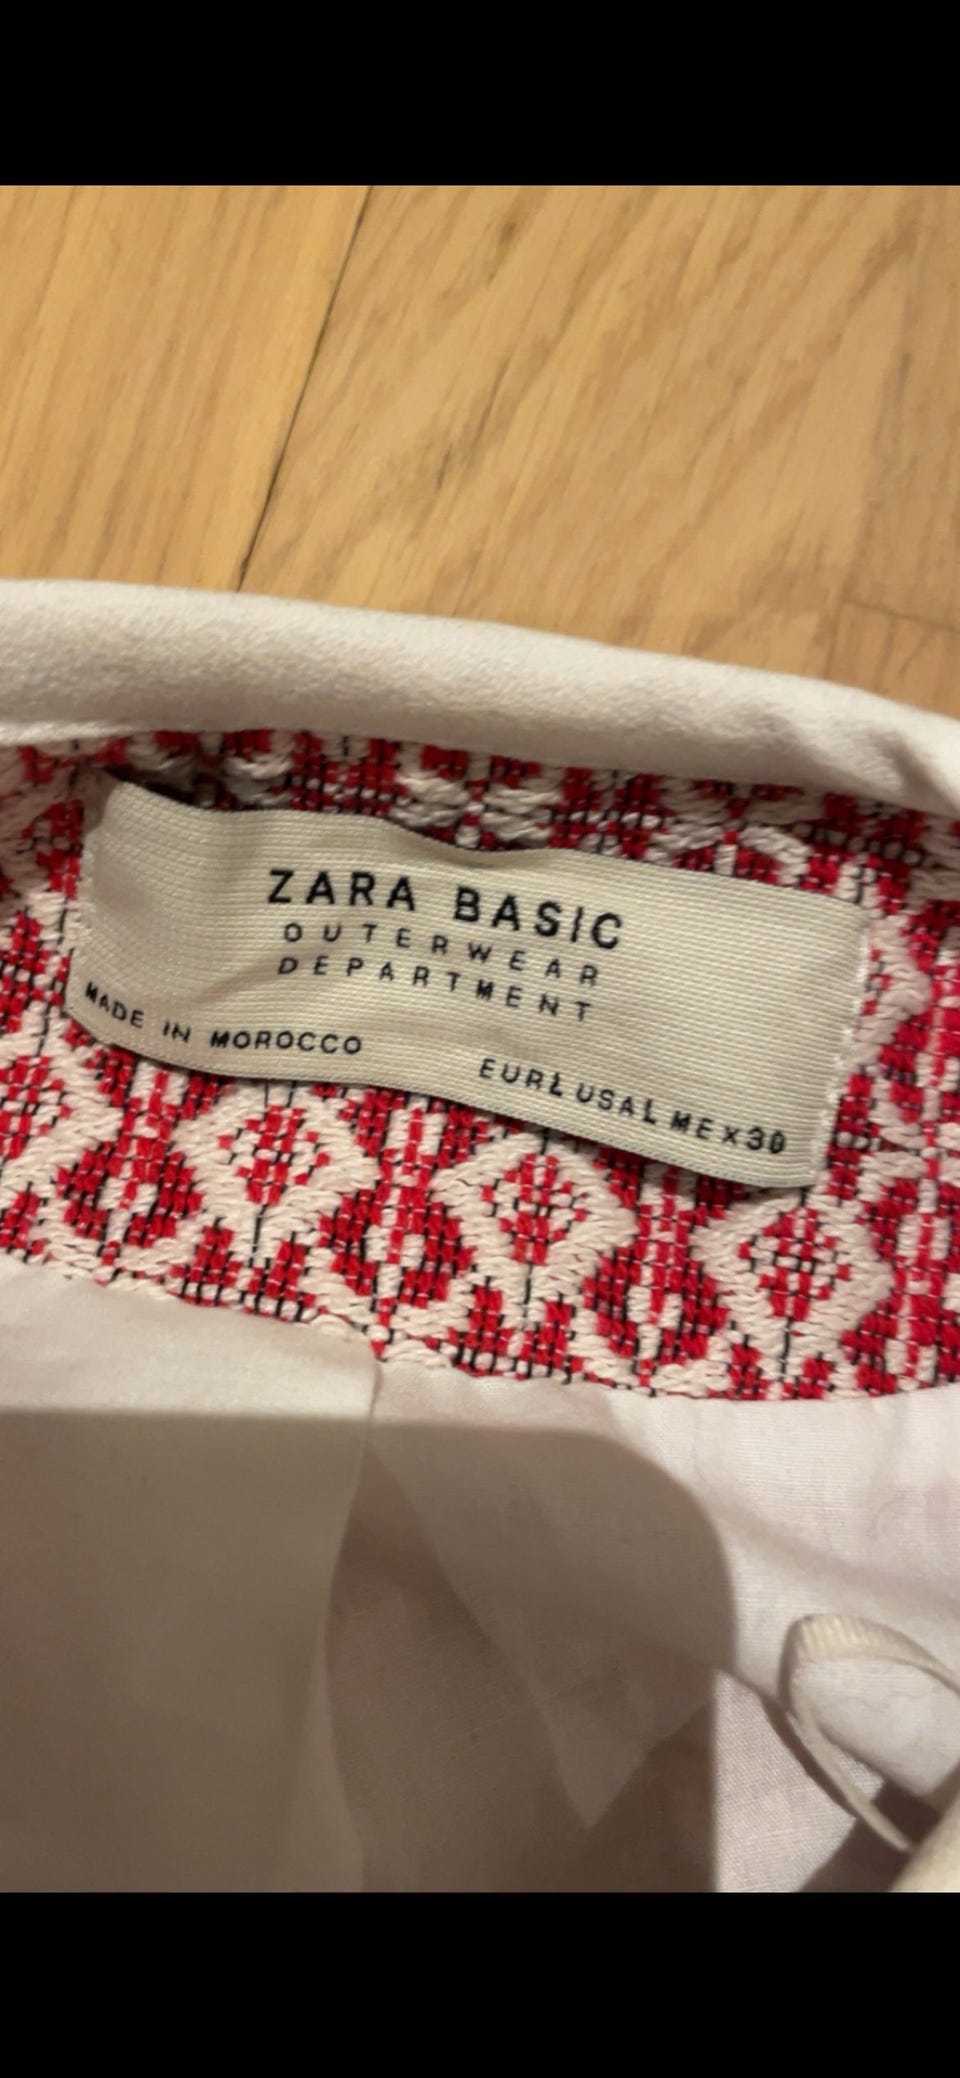 ZARA BASIC
OUTERWEAR
DEPARTMENT
MADE IN MOROCCO
EUR L USA L MEX 30